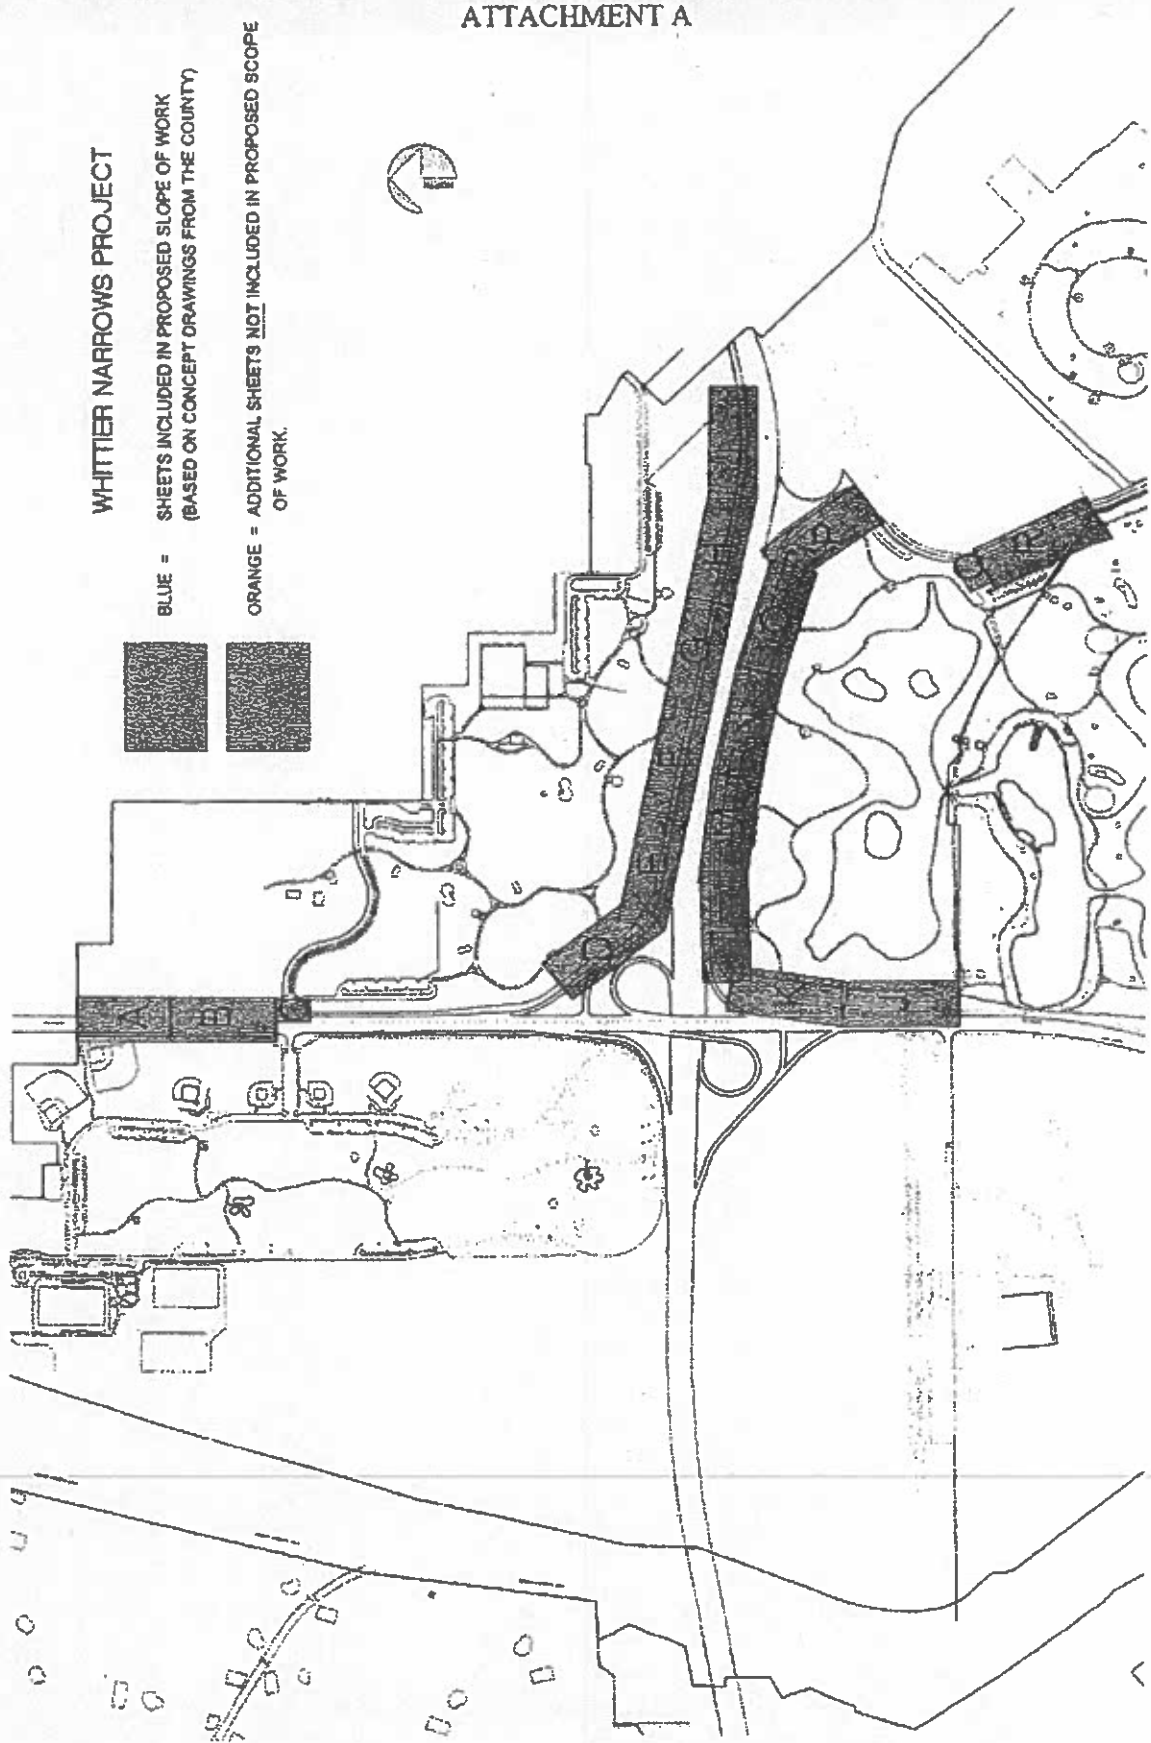 ATTACHMENT A
WHITTIER NARROWS PROJECT
BLUE = SHEETS INCLUDED IN PROPOSED SLOPE OF WORK
(BASED ON CONCEPT DRAWINGS FROM THE COUNTY)
ORANGE = ADDITIONAL SHEETS NOT INCLUDED IN PROPOSED SCOPE
OF WORK.
A
B
D
E
F
G
H
P
R